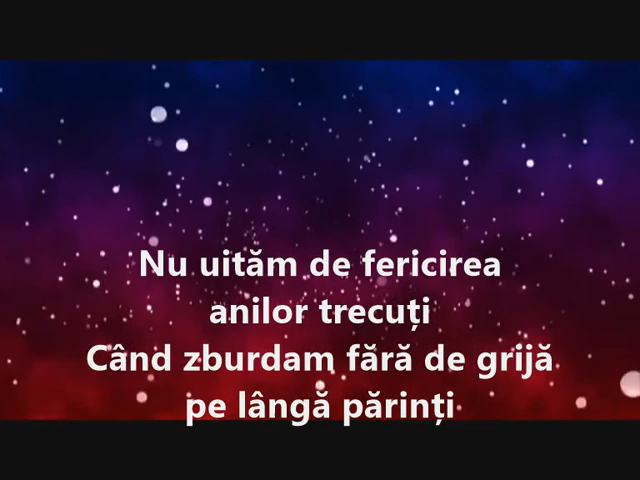 Nu uităm de fericirea
anilor trecuți
Când zburdam fără de grijă
pe lângă părinți